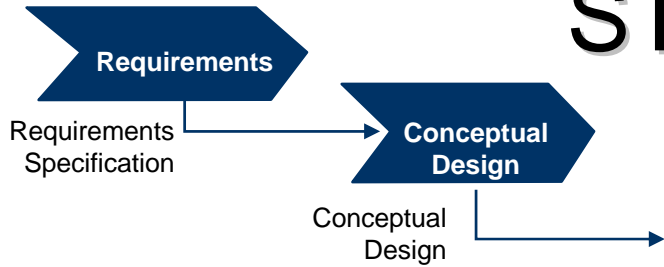 Requirements
Requirements
Specification
Conceptual
Design
Conceptual
Design